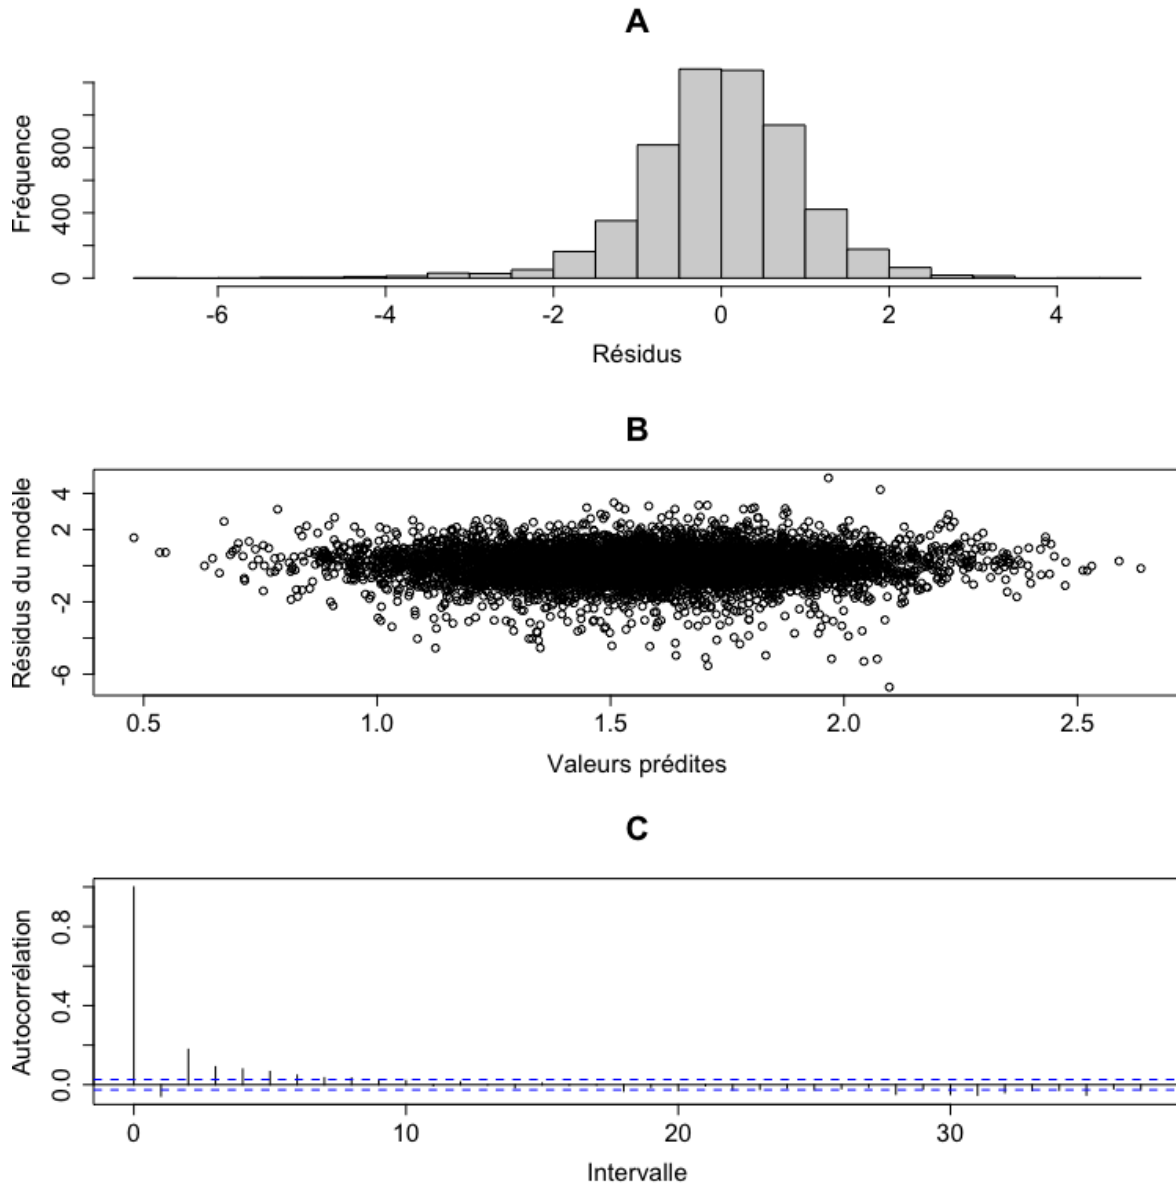 A
Fréquence
0 400 800
-6 -4 -2 0 2 4
Résidus
B
Résidus du modèle
-6 -2 2 4
0.5 1.0 1.5 2.0 2.5
Valeurs prédites
C
Autocorrélation
0.0 0.4 0.8
0 10 20 30
Intervalle